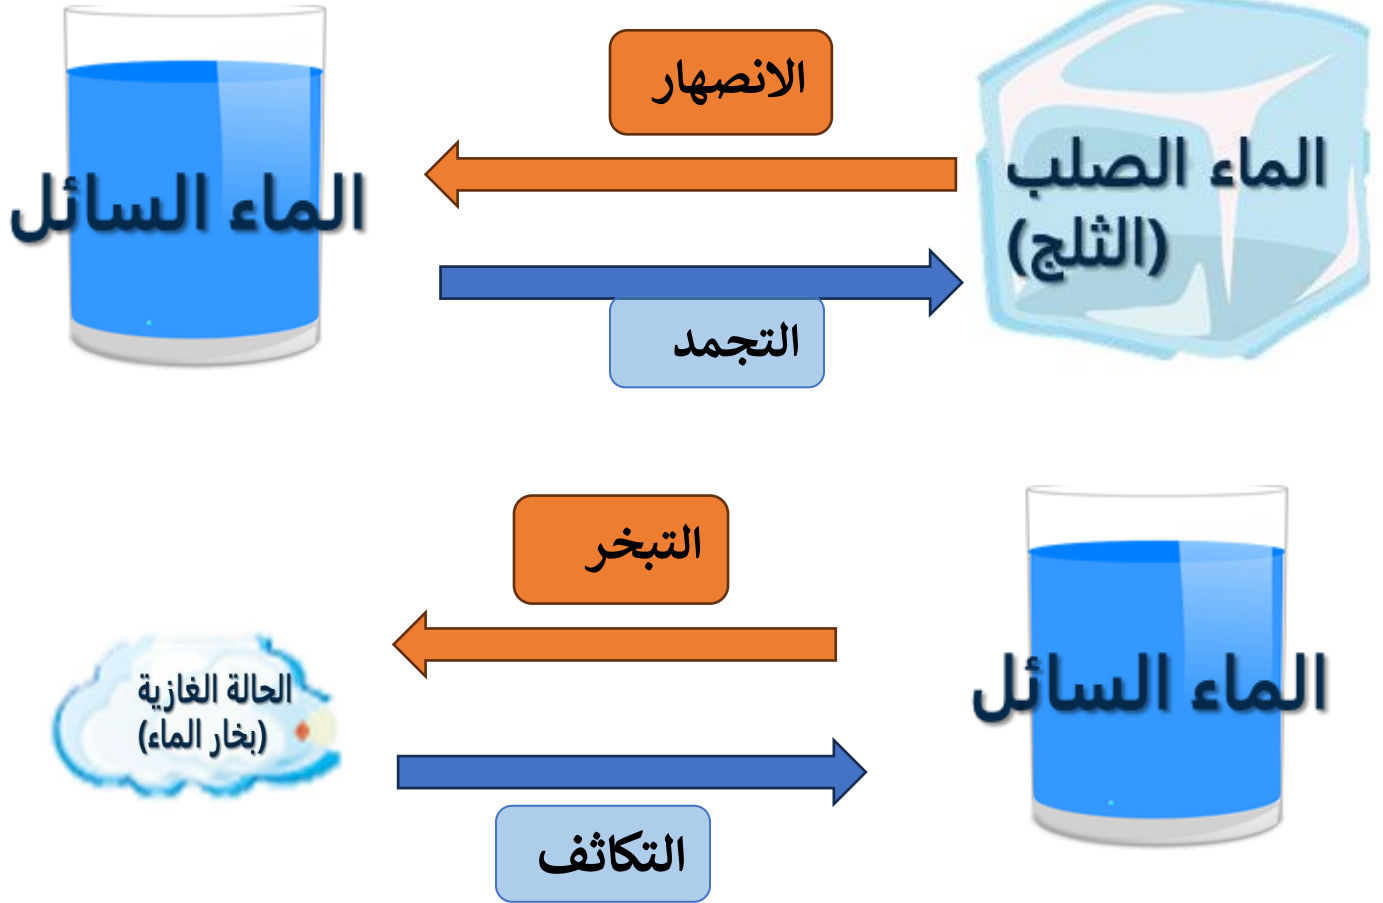 الانصهار
الماء الصلب
(الثلج)
الماء السائل
التجمد
التبخر
الماء السائل
الحالة الغازية
(بخار الماء)
التكاثف